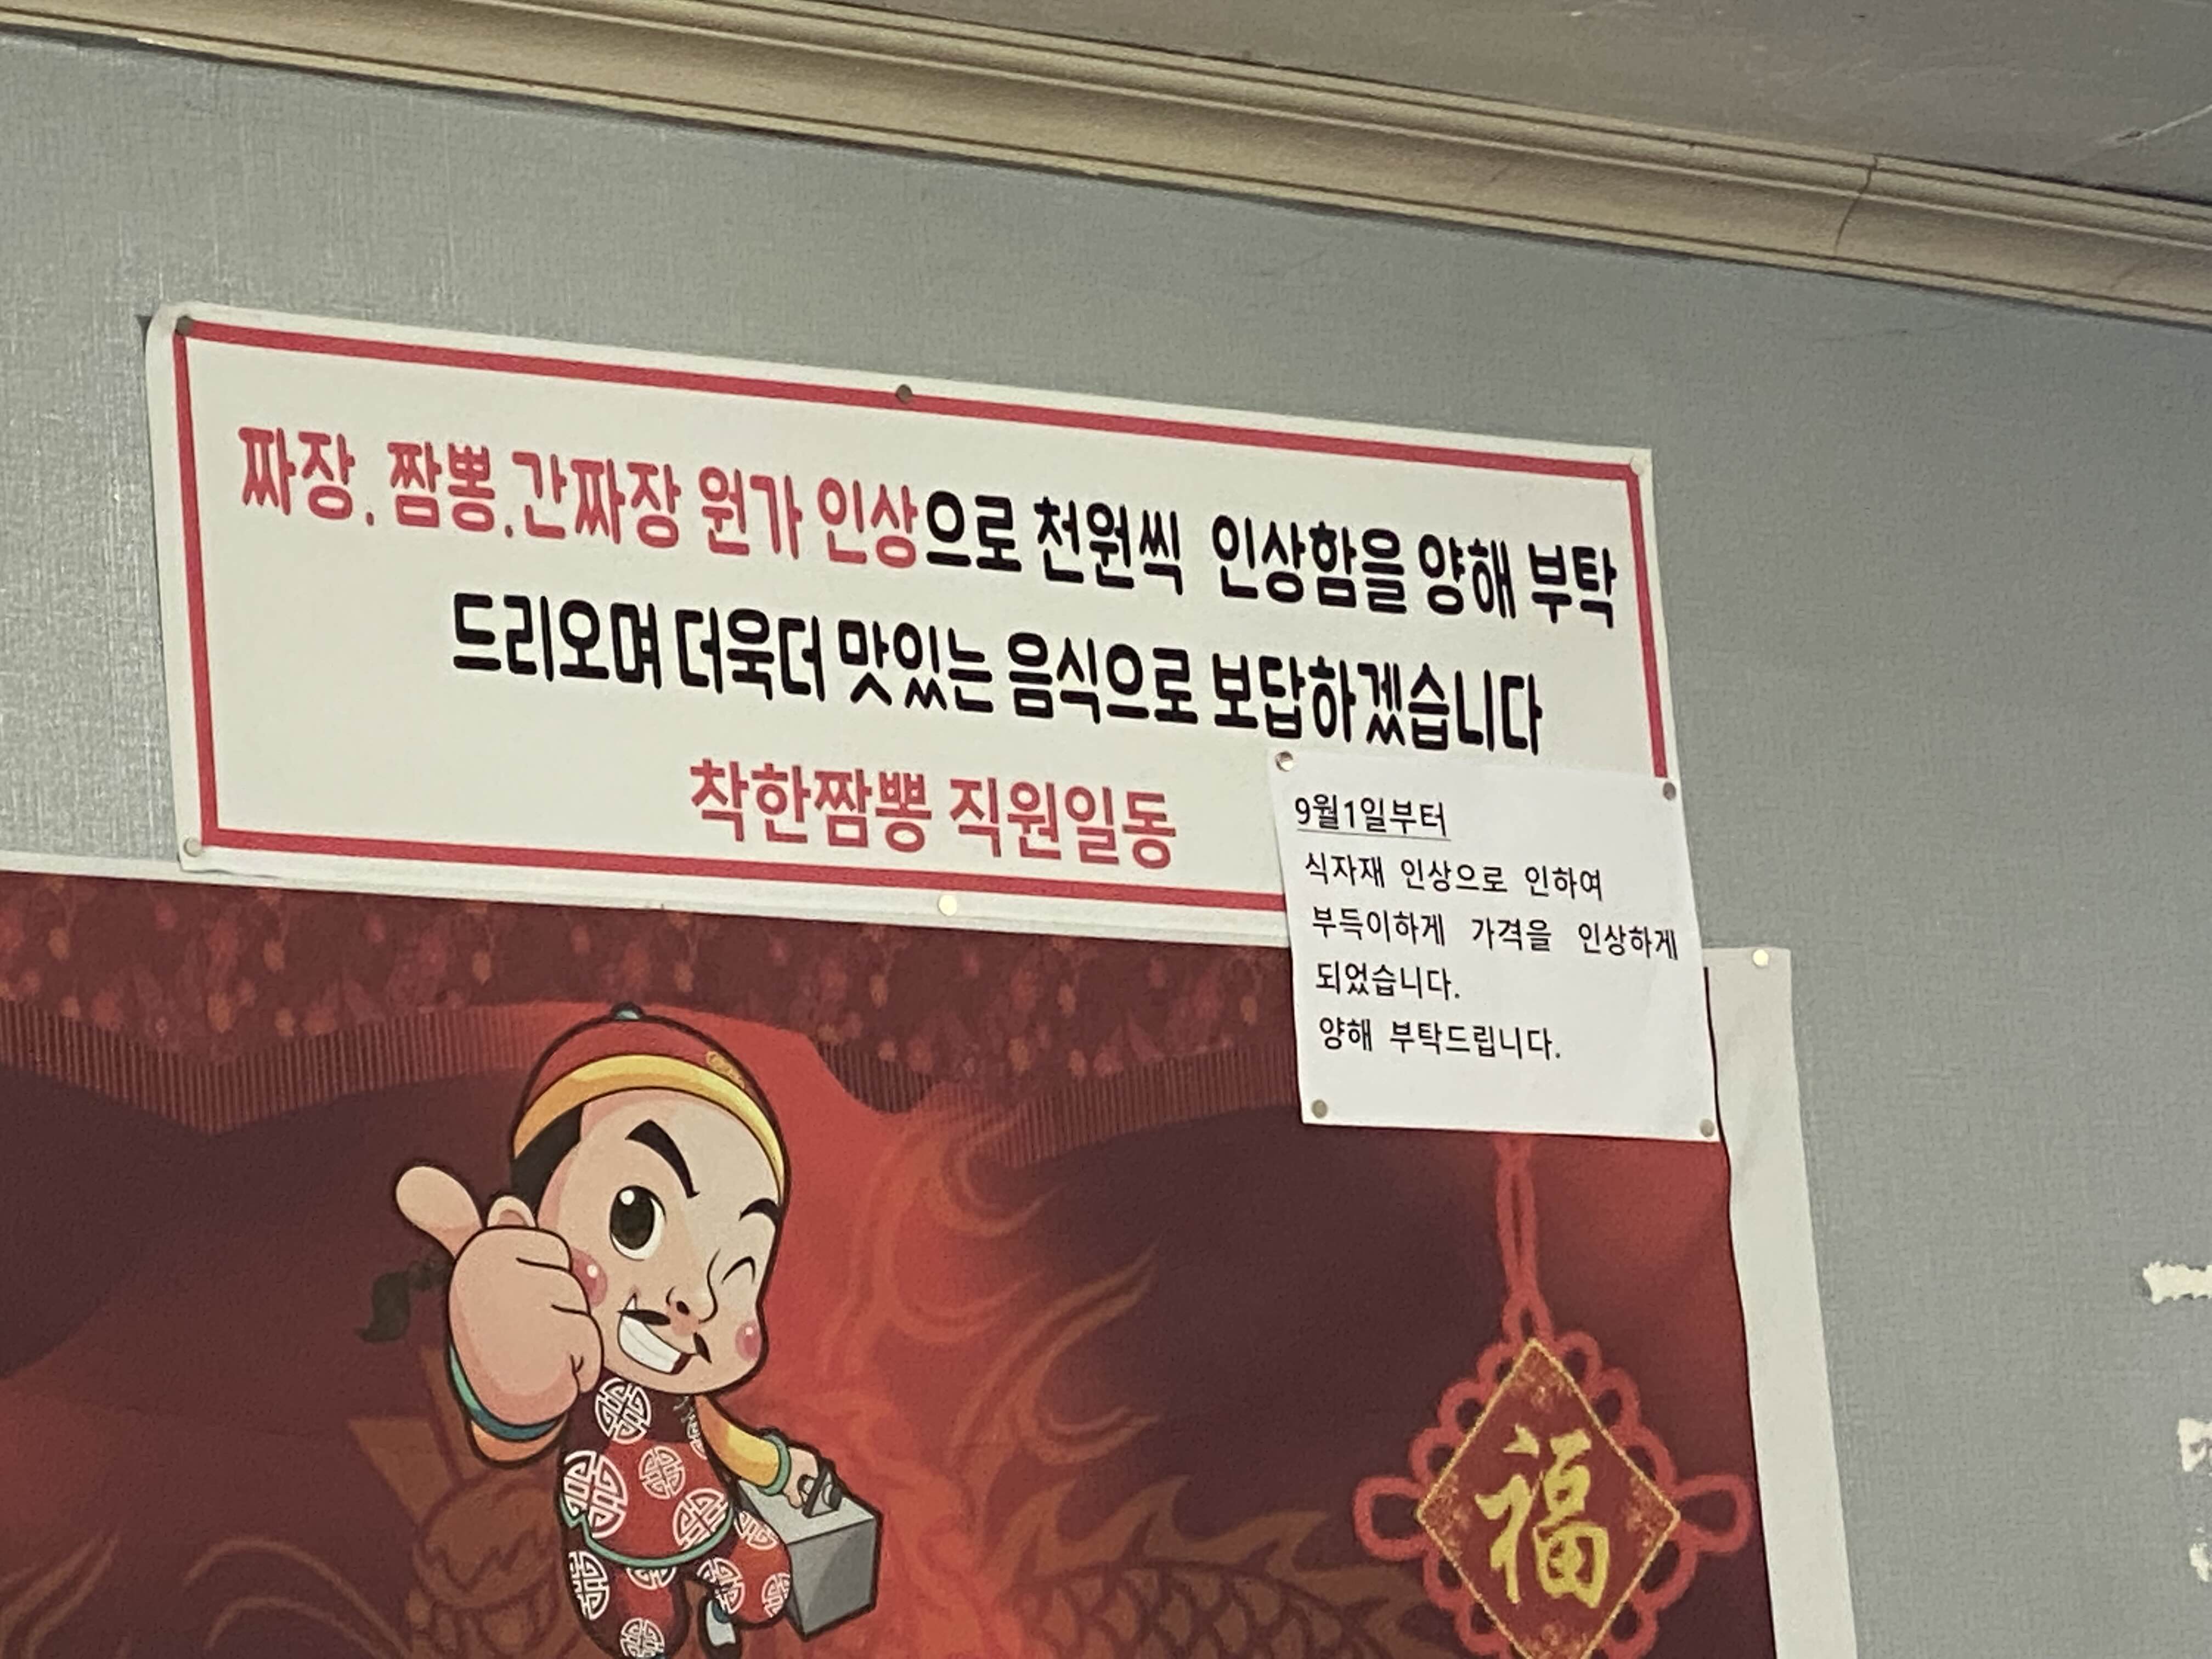 짜장. 짬뽕.간짜장 원가 인상으로 천원씩 인상함을 양해 부탁
드리오며 더욱더 맛있는 음식으로 보답하겠습니다
착한짬뽕 직원일동
9월1일부터
식자재 인상으로 인하여
부득이하게 가격을 인상하게
되었습니다.
양해 부탁드립니다.
福